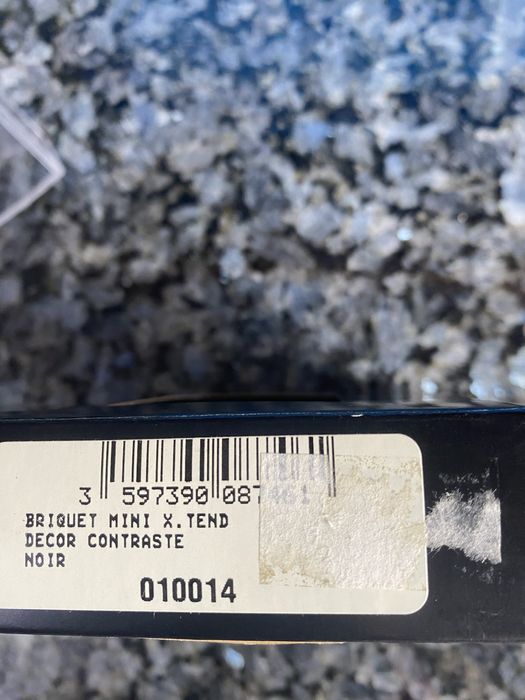 3 597390 087461
BRIQUET MINI X.TEND
DECOR CONTRASTE
NOIR
010014